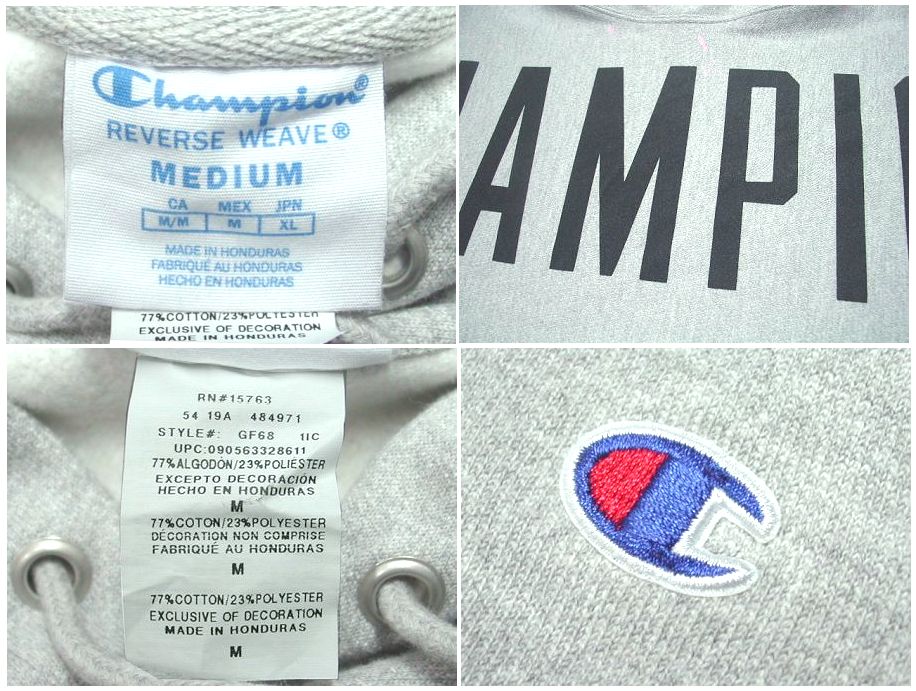 Champion®
REVERSE WEAVE®
MEDIUM
CA MEX JPN
M/M M XL
MADE IN HONDURAS
FABRIQUÉ AU HONDURAS
HECHO EN HONDURAS
77%COTTON/23%POLYESTER
EXCLUSIVE OF DECORATION
MADE IN HONDURAS
AMPI
RN#15763
54 19A 484971
STYLE#: GF68 1IC
UPC:090563328611
77%ALGODÓN/23%POLIÉSTER
EXCEPTO DECORACIÓN
HECHO EN HONDURAS
M
77%COTON/23%POLYESTER
DÉCORATION NON COMPRISE
FABRIQUÉ AU HONDURAS
M
77%COTTON/23%POLYESTER
EXCLUSIVE OF DECORATION
MADE IN HONDURAS
M